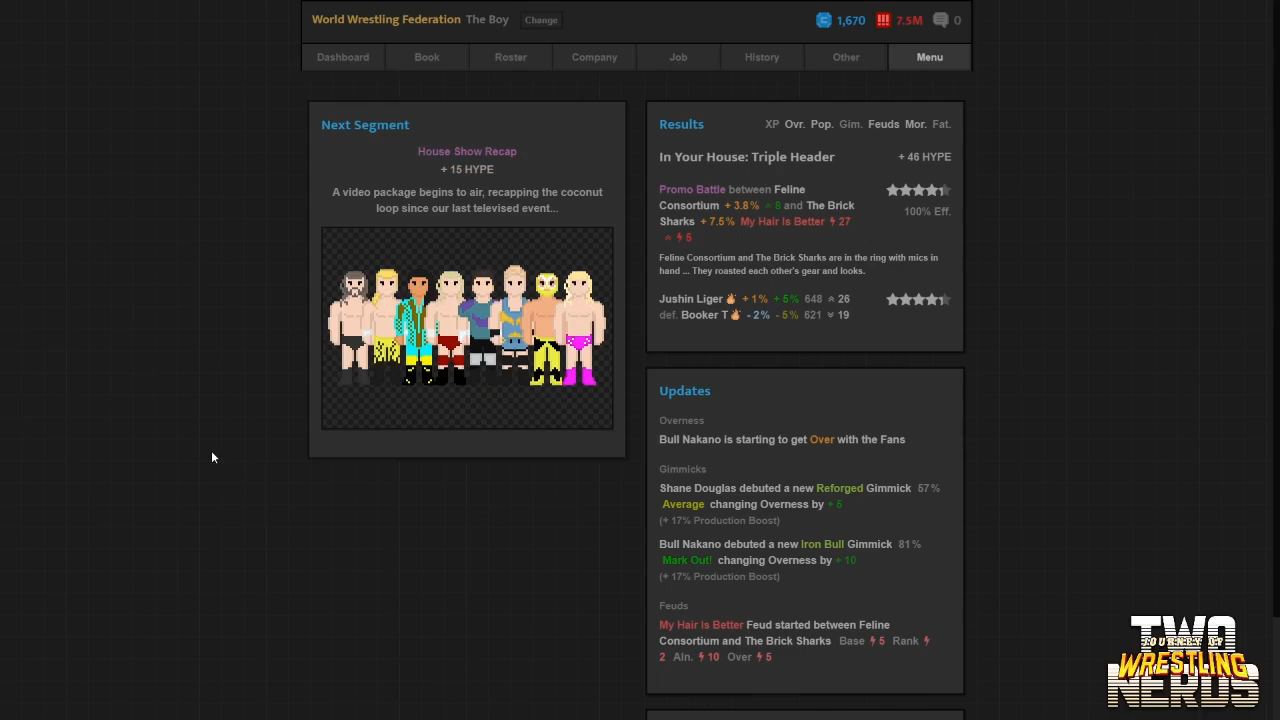 World Wrestling Federation The Boy Change
1,670 7.5M 0
Dashboard Book Roster Company Job History Other Menu
Next Segment
House Show Recap
+ 15 HYPE
A video package begins to air, recapping the coconut
loop since our last televised event...
Results XP Ovr. Pop. Gim. Feuds Mor. Fat.
In Your House: Triple Header + 46 HYPE
Promo Battle between Feline
Consortium + 3.8% 8 and The Brick
Sharks + 7.5% My Hair Is Better 27
5
100% Eff.
Feline Consortium and The Brick Sharks are in the ring with mics in
hand ... They roasted each other's gear and looks.
Jushin Liger + 1% + 5% 648 26
def. Booker T - 2% - 5% 621 19
Updates
Overness
Bull Nakano is starting to get Over with the Fans
Gimmicks
Shane Douglas debuted a new Reforged Gimmick 57%
Average changing Overness by + 5
(+ 17% Production Boost)
Bull Nakano debuted a new Iron Bull Gimmick 81%
Mark Out! changing Overness by + 10
(+ 17% Production Boost)
Feuds
My Hair Is Better Feud started between Feline
Consortium and The Brick Sharks Base 5 Rank
2 Aln. 10 Over 5
TWO
JOURNEY OF
WRESTLING
NERDS